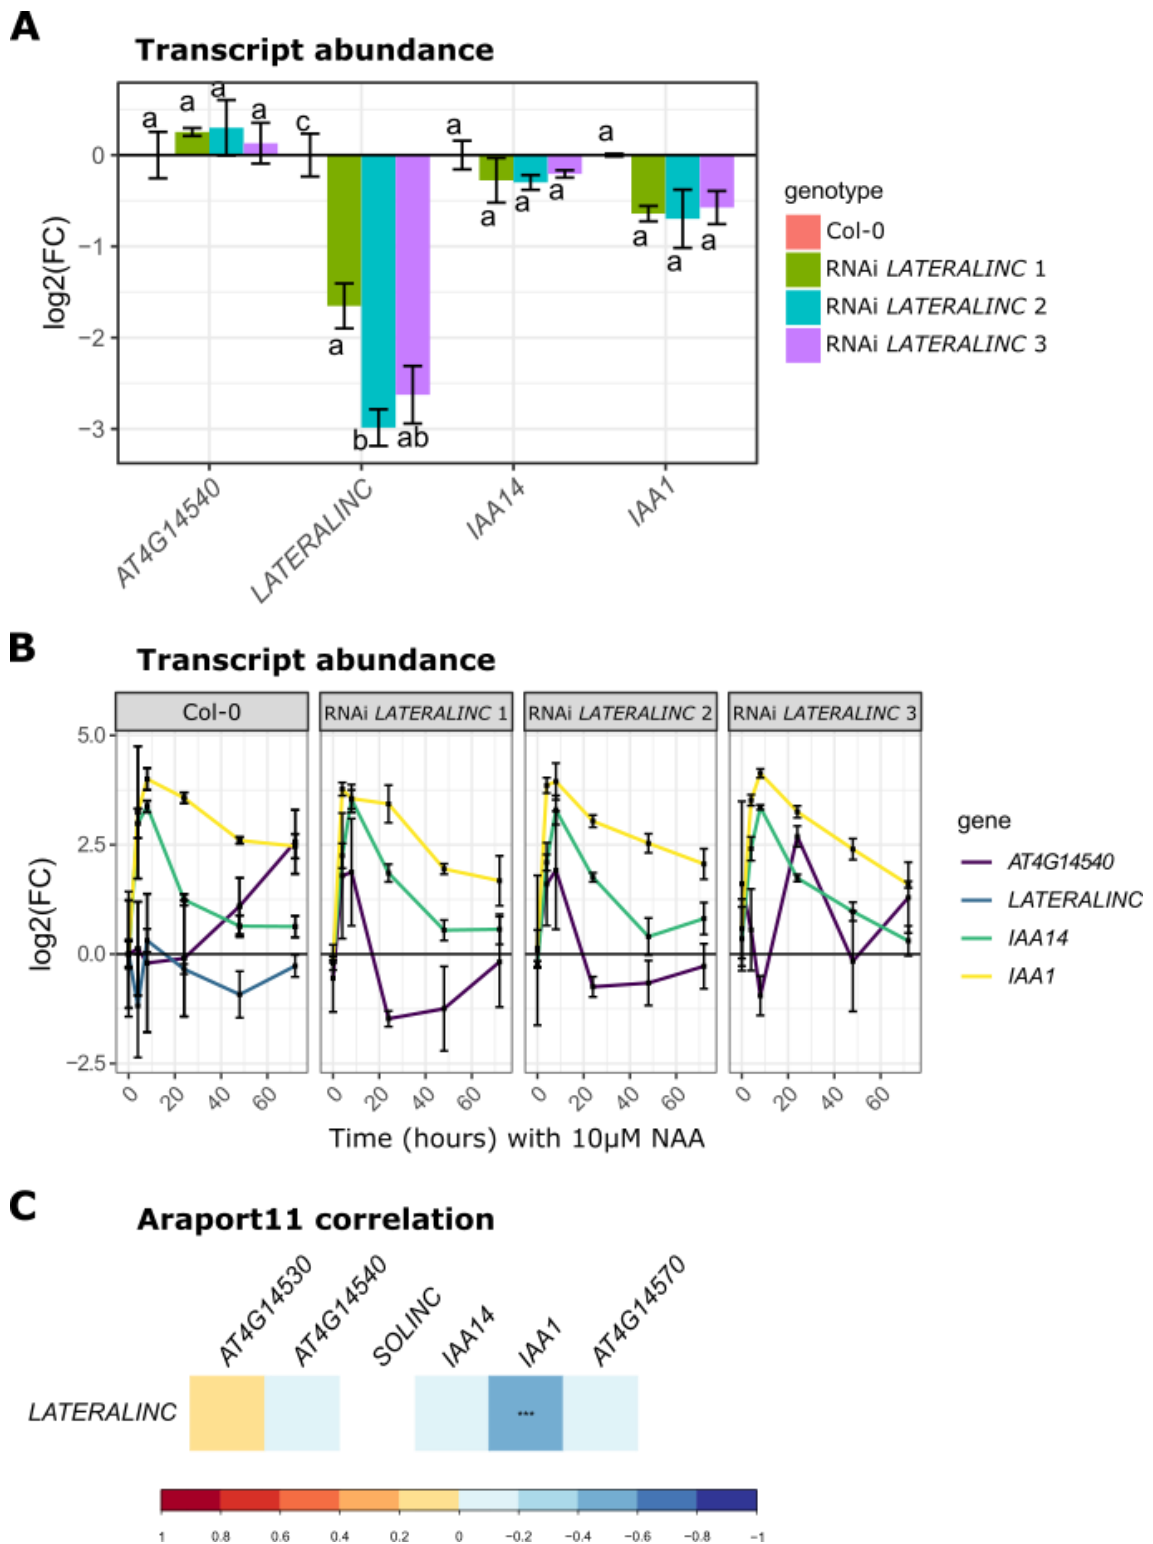 A
Transcript abundance
log2(FC)
0
−1
−2
−3
a
a
a
a
c
a
b
ab
a
a
a
a
a
a
a
a
AT4G14540
LATERALINC
IAA14
IAA1
genotype
Col-0
RNAi LATERALINC 1
RNAi LATERALINC 2
RNAi LATERALINC 3
B
Transcript abundance
Col-0
RNAi LATERALINC 1
RNAi LATERALINC 2
RNAi LATERALINC 3
log2(FC)
5.0
2.5
0.0
−2.5
0 20 40 60
0 20 40 60
0 20 40 60
0 20 40 60
Time (hours) with 10µM NAA
gene
AT4G14540
LATERALINC
IAA14
IAA1
C
Araport11 correlation
AT4G14530
AT4G14540
SOLINC
IAA14
IAA1
AT4G14570
LATERALINC
***
1 0.8 0.6 0.4 0.2 0 −0.2 −0.4 −0.6 −0.8 −1